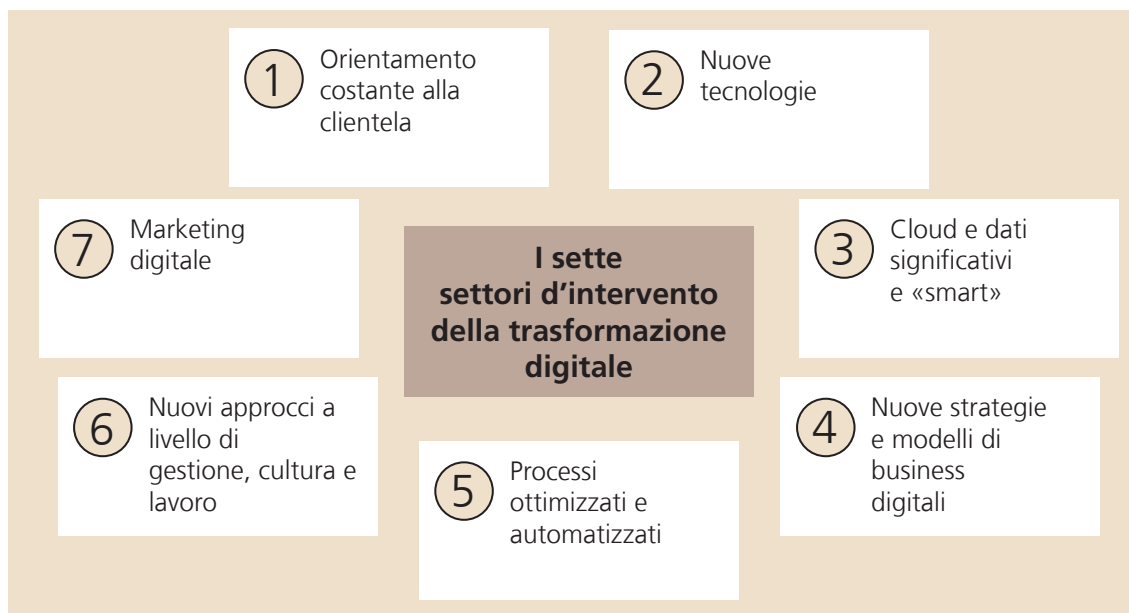 1
Orientamento
costante alla
clientela
2
Nuove
tecnologie
3
Cloud e dati
significativi
e «smart»
4
Nuove strategie
e modelli di
business
digitali
5
Processi
ottimizzati e
automatizzati
6
Nuovi approcci a
livello di
gestione, cultura e
lavoro
7
Marketing
digitale
I sette
settori d'intervento
della trasformazione
digitale